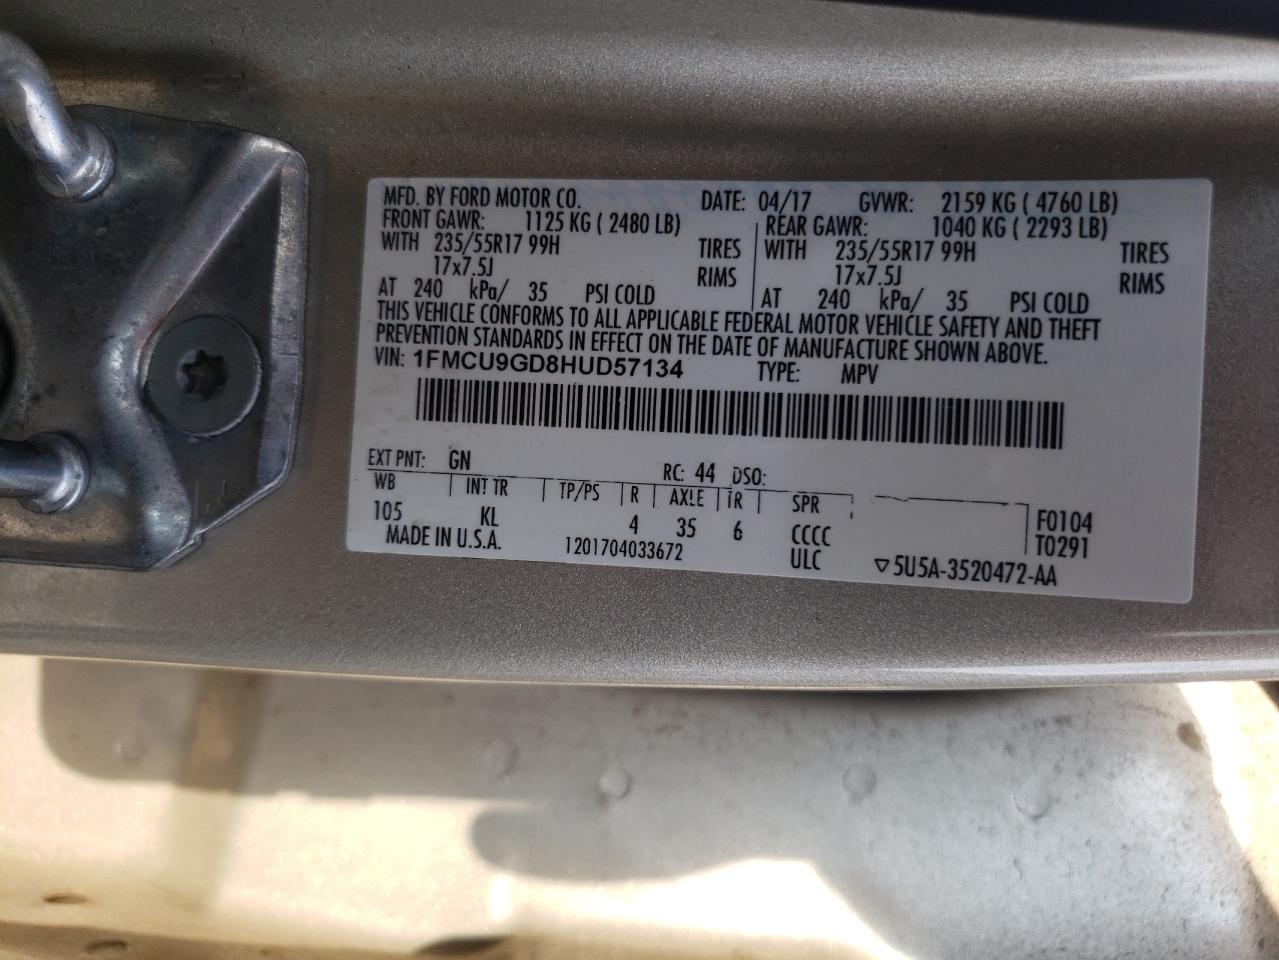 MFD. BY FORD MOTOR CO. DATE: 04/17 GVWR: 2159 KG ( 4760 LB)
FRONT GAWR: 1125 KG ( 2480 LB) REAR GAWR: 1040 KG ( 2293 LB)
WITH 235/55R17 99H TIRES WITH 235/55R17 99H TIRES
17x7.5J RIMS 17x7.5J RIMS
AT 240 kPa/ 35 PSI COLD AT 240 kPa/ 35 PSI COLD
THIS VEHICLE CONFORMS TO ALL APPLICABLE FEDERAL MOTOR VEHICLE SAFETY AND THEFT
PREVENTION STANDARDS IN EFFECT ON THE DATE OF MANUFACTURE SHOWN ABOVE.
VIN: 1FMCU9GD8HUD57134 TYPE: MPV
EXT PNT: GN RC: 44 DSO:
WB INT TR TP/PS R AXLE TR SPR
105 KL 4 35 6 CCCC F0104
MADE IN U.S.A. 1201704033672 ULC T0291
▽5U5A-3520472-AA